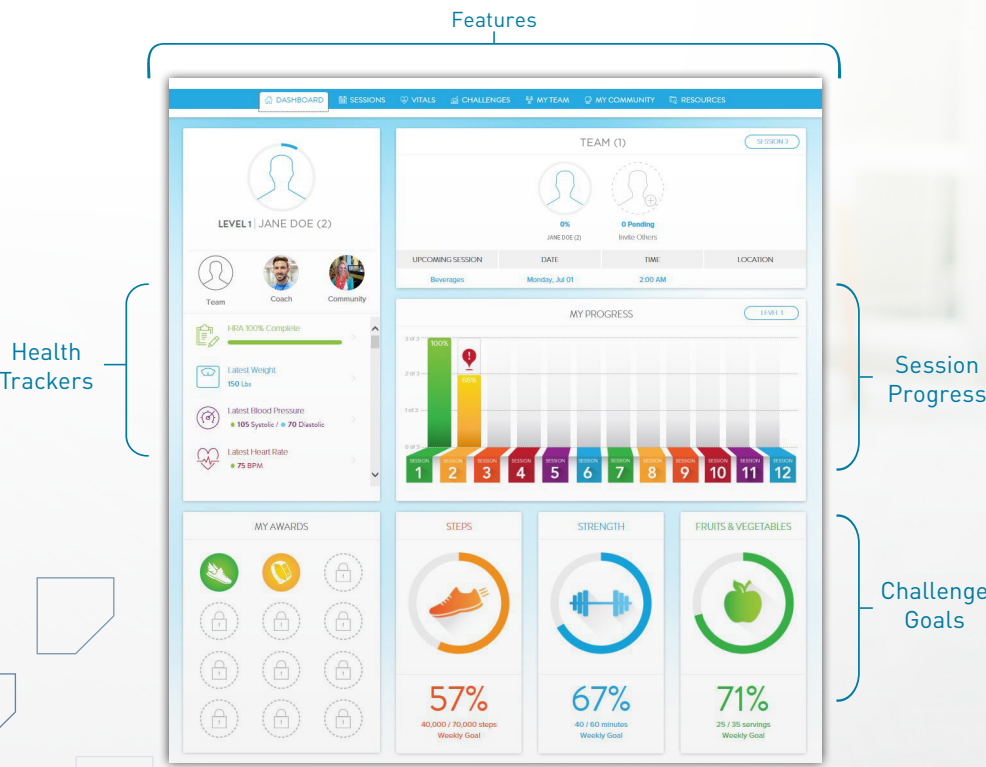 Features
DASHBOARD SESSIONS VITALS CHALLENGES MY TEAM MY COMMUNITY RESOURCES
LEVEL 1 | JANE DOE (2)
Team Coach Community
HRA 100% Complete
Latest Weight
150 Lbs
Latest Blood Pressure
105 Systolic / 70 Diastolic
Latest Heart Rate
75 BPM
Health
Trackers
TEAM (1)
SESSION 3
0%
JANE DOE (2)
0 Pending
Invite Others
UPCOMING SESSION DATE TIME LOCATION
Beverages Monday, Jul 01 2:00 AM
MY PROGRESS
LEVEL 1
3 of 3
2 of 3
1 of 3
0 of 3
100%
66%
SESSION 1
SESSION 2
SESSION 3
SESSION 4
SESSION 5
SESSION 6
SESSION 7
SESSION 8
SESSION 9
SESSION 10
SESSION 11
SESSION 12
Session
Progress
MY AWARDS
STEPS
57%
40,000 / 70,000 steps
Weekly Goal
STRENGTH
67%
40 / 60 minutes
Weekly Goal
FRUITS & VEGETABLES
71%
25 / 35 servings
Weekly Goal
Challenge
Goals